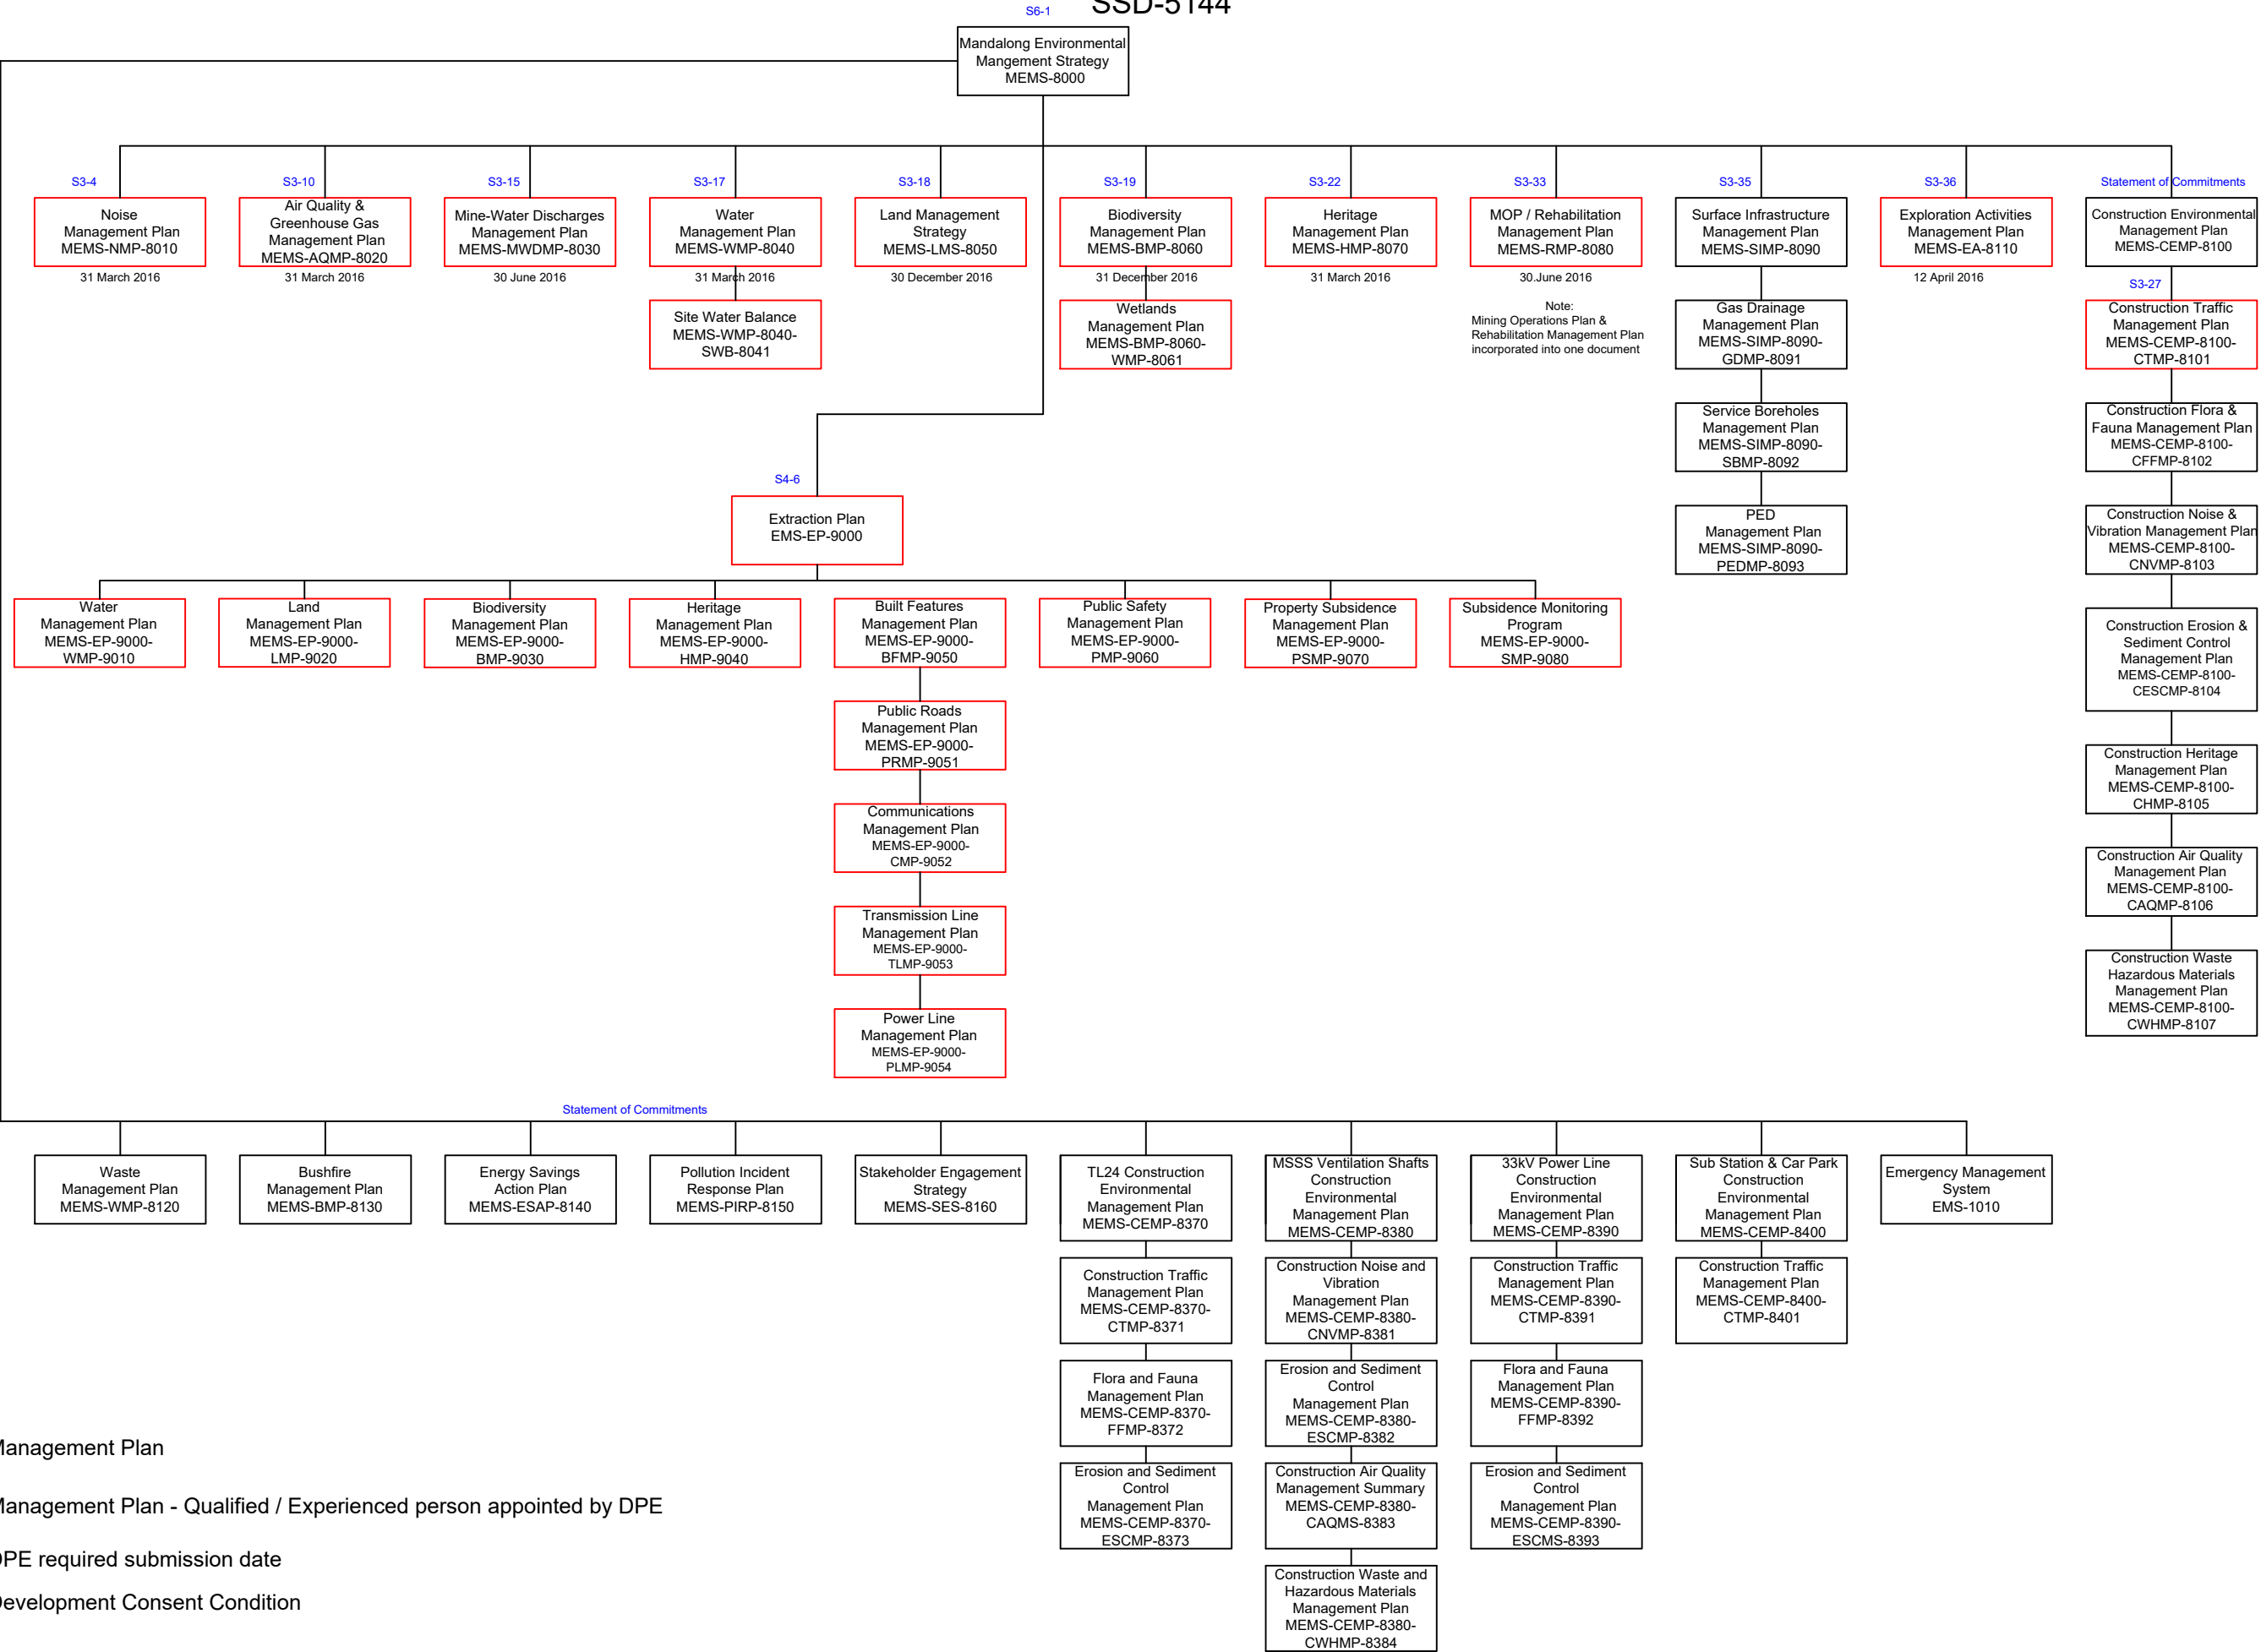 SSD-5144
S6-1
Mandalong Environmental
Mangement Strategy
MEMS-8000
S3-4
Noise
Management Plan
MEMS-NMP-8010
31 March 2016
S3-10
Air Quality &
Greenhouse Gas
Management Plan
MEMS-AQMP-8020
31 March 2016
S3-15
Mine-Water Discharges
Management Plan
MEMS-MWDMP-8030
30 June 2016
S3-17
Water
Management Plan
MEMS-WMP-8040
31 March 2016
Site Water Balance
MEMS-WMP-8040-
SWB-8041
S3-18
Land Management
Strategy
MEMS-LMS-8050
30 December 2016
S3-19
Biodiversity
Management Plan
MEMS-BMP-8060
31 December 2016
Wetlands
Management Plan
MEMS-BMP-8060-
WMP-8061
S3-22
Heritage
Management Plan
MEMS-HMP-8070
31 March 2016
S3-33
MOP / Rehabilitation
Management Plan
MEMS-RMP-8080
30.June 2016
Note:
Mining Operations Plan &
Rehabilitation Management Plan
incorporated into one document
S3-35
Surface Infrastructure
Management Plan
MEMS-SIMP-8090
Gas Drainage
Management Plan
MEMS-SIMP-8090-
GDMP-8091
Service Boreholes
Management Plan
MEMS-SIMP-8090-
SBMP-8092
PED
Management Plan
MEMS-SIMP-8090-
PEDMP-8093
S3-36
Exploration Activities
Management Plan
MEMS-EA-8110
12 April 2016
Statement of Commitments
Construction Environmental
Management Plan
MEMS-CEMP-8100
S3-27
Construction Traffic
Management Plan
MEMS-CEMP-8100-
CTMP-8101
Construction Flora &
Fauna Management Plan
MEMS-CEMP-8100-
CFFMP-8102
Construction Noise &
Vibration Management Plan
MEMS-CEMP-8100-
CNVMP-8103
Construction Erosion &
Sediment Control
Management Plan
MEMS-CEMP-8100-
CESCMP-8104
Construction Heritage
Management Plan
MEMS-CEMP-8100-
CHMP-8105
Construction Air Quality
Management Plan
MEMS-CEMP-8100-
CAQMP-8106
Construction Waste
Hazardous Materials
Management Plan
MEMS-CEMP-8100-
CWHMP-8107
S4-6
Extraction Plan
EMS-EP-9000
Water
Management Plan
MEMS-EP-9000-
WMP-9010
Land
Management Plan
MEMS-EP-9000-
LMP-9020
Biodiversity
Management Plan
MEMS-EP-9000-
BMP-9030
Heritage
Management Plan
MEMS-EP-9000-
HMP-9040
Built Features
Management Plan
MEMS-EP-9000-
BFMP-9050
Public Roads
Management Plan
MEMS-EP-9000-
PRMP-9051
Communications
Management Plan
MEMS-EP-9000-
CMP-9052
Transmission Line
Management Plan
MEMS-EP-9000-
TLMP-9053
Power Line
Management Plan
MEMS-EP-9000-
PLMP-9054
Public Safety
Management Plan
MEMS-EP-9000-
PMP-9060
Property Subsidence
Management Plan
MEMS-EP-9000-
PSMP-9070
Subsidence Monitoring
Program
MEMS-EP-9000-
SMP-9080
Statement of Commitments
Waste
Management Plan
MEMS-WMP-8120
Bushfire
Management Plan
MEMS-BMP-8130
Energy Savings
Action Plan
MEMS-ESAP-8140
Pollution Incident
Response Plan
MEMS-PIRP-8150
Stakeholder Engagement
Strategy
MEMS-SES-8160
TL24 Construction
Environmental
Management Plan
MEMS-CEMP-8370
Construction Traffic
Management Plan
MEMS-CEMP-8370-
CTMP-8371
Flora and Fauna
Management Plan
MEMS-CEMP-8370-
FFMP-8372
Erosion and Sediment
Control
Management Plan
MEMS-CEMP-8370-
ESCMP-8373
MSSS Ventilation Shafts
Construction
Environmental
Management Plan
MEMS-CEMP-8380
Construction Noise and
Vibration
Management Plan
MEMS-CEMP-8380-
CNVMP-8381
Erosion and Sediment
Control
Management Plan
MEMS-CEMP-8380-
ESCMP-8382
Construction Air Quality
Management Summary
MEMS-CEMP-8380-
CAQMS-8383
Construction Waste and
Hazardous Materials
Management Plan
MEMS-CEMP-8380-
CWHMP-8384
33kV Power Line
Construction
Environmental
Management Plan
MEMS-CEMP-8390
Construction Traffic
Management Plan
MEMS-CEMP-8390-
CTMP-8391
Flora and Fauna
Management Plan
MEMS-CEMP-8390-
FFMP-8392
Erosion and Sediment
Control
Management Plan
MEMS-CEMP-8390-
ESCMS-8393
Sub Station & Car Park
Construction
Environmental
Management Plan
MEMS-CEMP-8400
Construction Traffic
Management Plan
MEMS-CEMP-8400-
CTMP-8401
Emergency Management
System
EMS-1010
Management Plan
Management Plan - Qualified / Experienced person appointed by DPE
DPE required submission date
Development Consent Condition